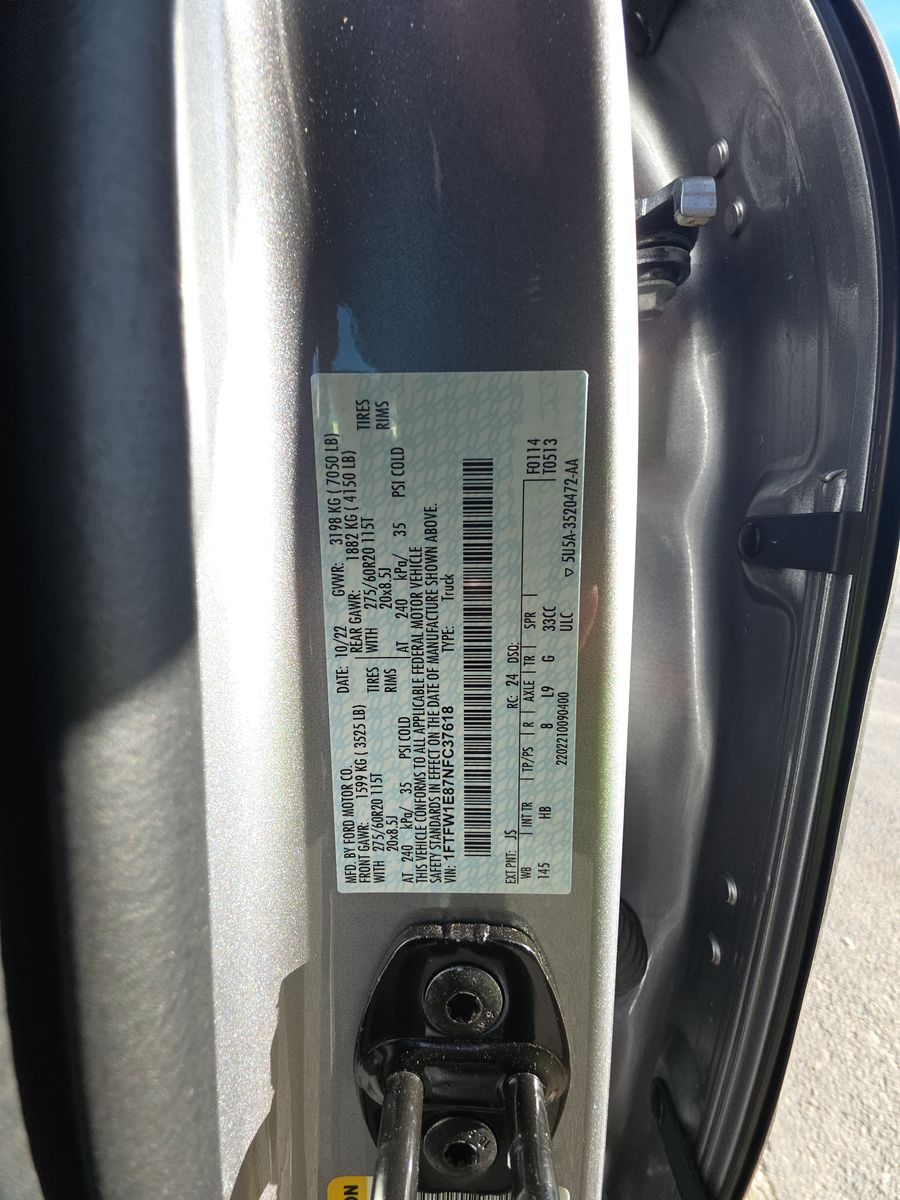 MFD. BY FORD MOTOR CO. DATE: 10/22 GVWR: 3198 KG ( 7050 LB)
FRONT GAWR: 1599 KG ( 3525 LB) REAR GAWR: 1882 KG ( 4150 LB)
WITH 275/60R20 115T TIRES WITH 275/60R20 115T TIRES
20x8.5J RIMS 20x8.5J RIMS
AT 240 kPa/ 35 PSI COLD AT 240 kPa/ 35 PSI COLD
THIS VEHICLE CONFORMS TO ALL APPLICABLE FEDERAL MOTOR VEHICLE
SAFETY STANDARDS IN EFFECT ON THE DATE OF MANUFACTURE SHOWN ABOVE.
VIN: 1FTFW1E87NFC37618 TYPE: Truck
EXT PNT: JS RC: 24 DSO: F0114
WB INT TR TP/PS R AXLE TR SPR T0513
145 HB 8 L9 G 33CC
ULC
2202210090400 ▽ 5U5A-3520472-AA
ON